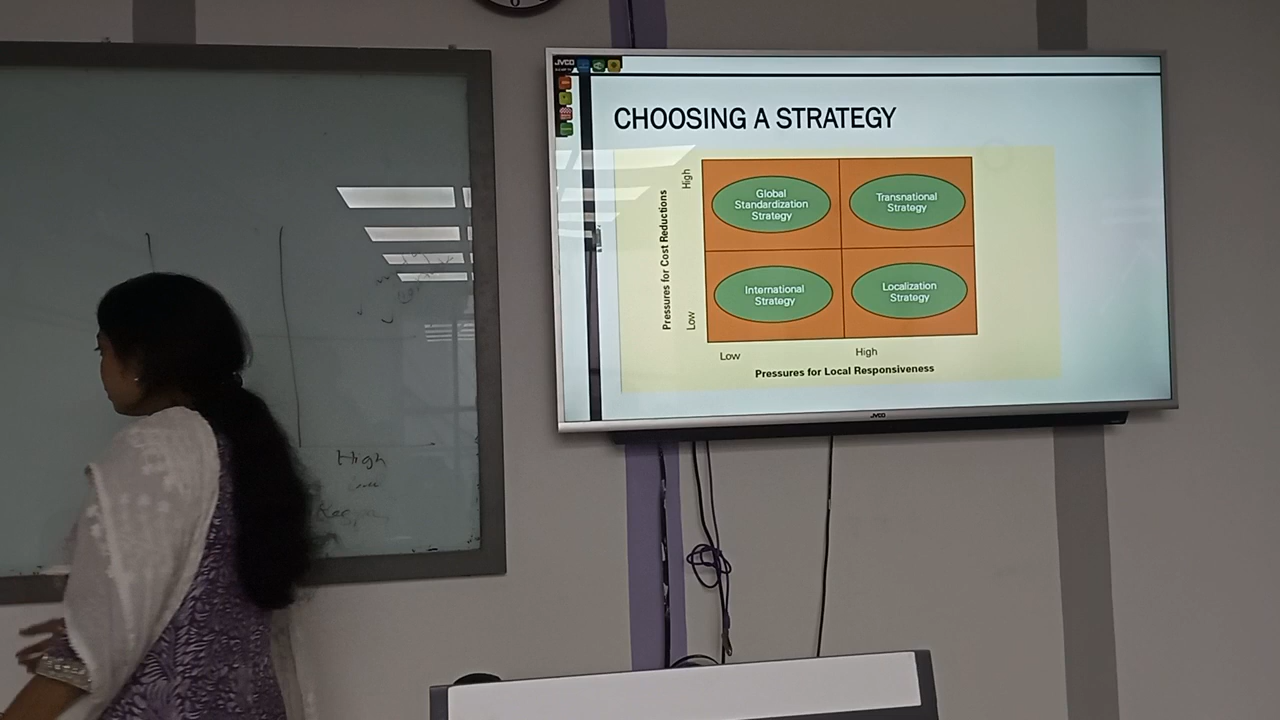 JVCO
CHOOSING A STRATEGY
High
Pressures for Cost Reductions
Low
Global
Standardization
Strategy
Transnational
Strategy
International
Strategy
Localization
Strategy
Low
High
Pressures for Local Responsiveness
JVCO
High